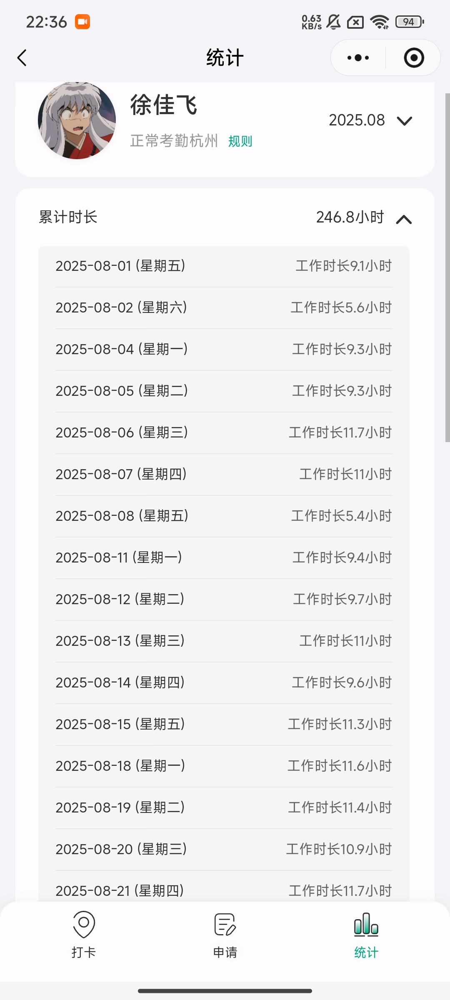 22:36
0.63 KB/s
94
统计
徐佳飞
2025.08
正常考勤杭州 规则
累计时长 246.8小时
2025-08-01 (星期五) 工作时长9.1小时
2025-08-02 (星期六) 工作时长5.6小时
2025-08-04 (星期一) 工作时长9.3小时
2025-08-05 (星期二) 工作时长9.3小时
2025-08-06 (星期三) 工作时长11.7小时
2025-08-07 (星期四) 工作时长11小时
2025-08-08 (星期五) 工作时长5.4小时
2025-08-11 (星期一) 工作时长9.4小时
2025-08-12 (星期二) 工作时长9.7小时
2025-08-13 (星期三) 工作时长11小时
2025-08-14 (星期四) 工作时长9.6小时
2025-08-15 (星期五) 工作时长11.3小时
2025-08-18 (星期一) 工作时长11.6小时
2025-08-19 (星期二) 工作时长11.4小时
2025-08-20 (星期三) 工作时长10.9小时
2025-08-21 (星期四) 工作时长11.7小时
打卡 申请 统计